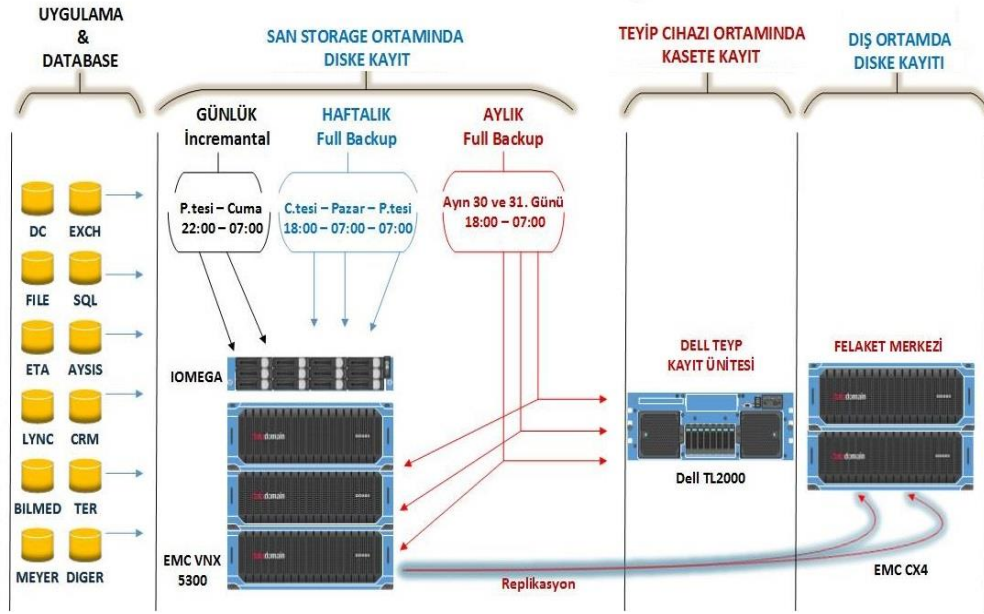 UYGULAMA
&
DATABASE
SAN STORAGE ORTAMINDA
DISKE KAYIT
TEYİP CIHAZI ORTAMINDA
KASETE KAYIT
DIŞ ORTAMDA
DISKE KAYITI
GÜNLÜK
İncremantal
HAFTALIK
Full Backup
AYLIK
Full Backup
P.tesi – Cuma
22:00 – 07:00
C.tesi – Pazar – P.tesi
18:00 – 07:00 – 07:00
Ayın 30 ve 31. Günü
18:00 – 07:00
DC EXCH
FILE SQL
ETA AYSIS
LYNC CRM
BILMED TER
MEYER DIGER
IOMEGA
EMC VNX
5300
DELL TEYP
KAYIT ÜNİTESİ
Dell TL2000
FELAKET MERKEZİ
EMC CX4
Replikasyon